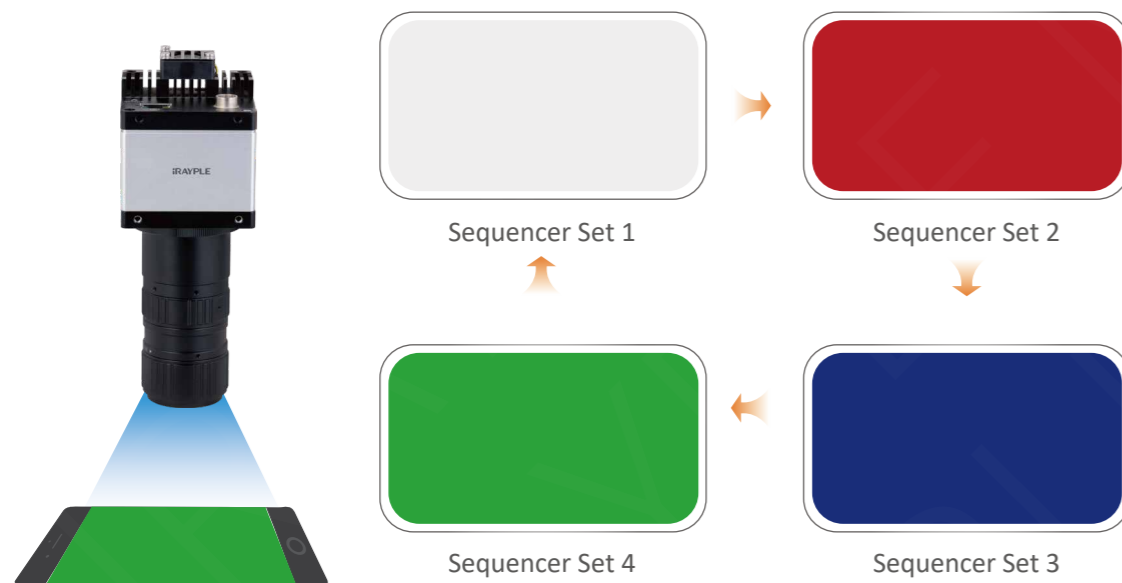 iRAYPLE
Sequencer Set 1
Sequencer Set 2
Sequencer Set 4
Sequencer Set 3